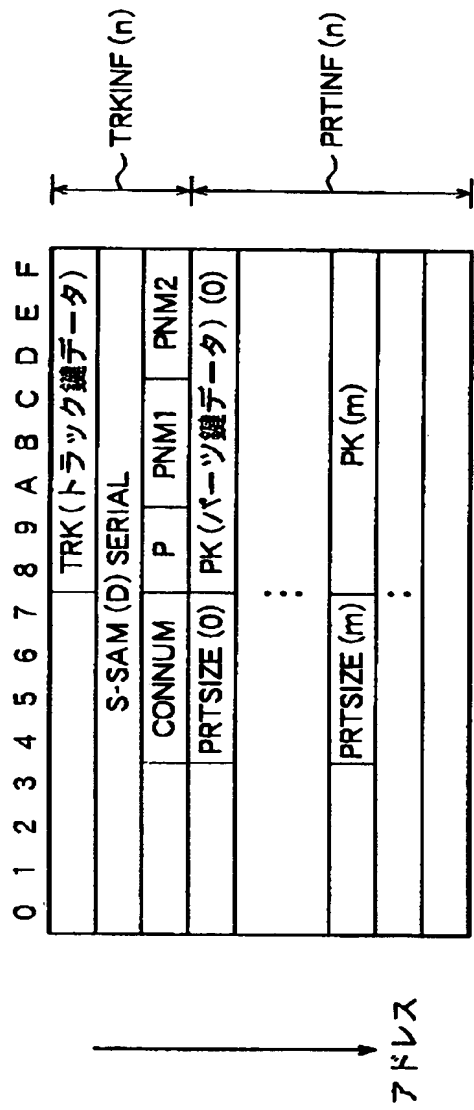 0 1 2 3 4 5 6 7 8 9 A B C D E F
TRK (トラック鍵データ)
S-SAM (D) SERIAL
CONNUM P PNM1 PNM2
PRTSIZE (0) PK (パーツ鍵データ) (0)
PRTSIZE (m) PK (m)
TRKINF (n)
PRTINF (n)
アドレス